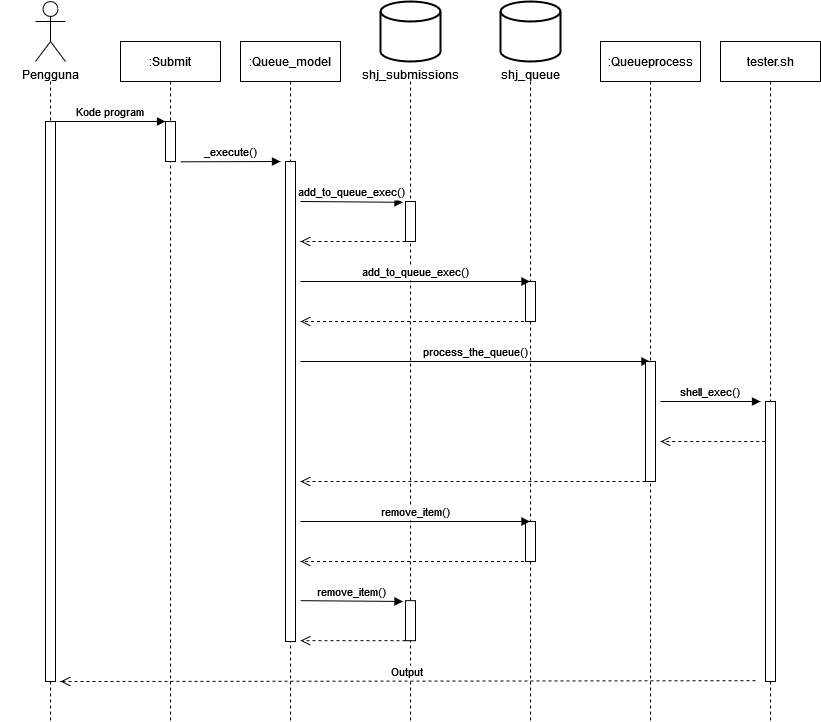 Pengguna
:Submit
:Queue_model
shj_submissions
shj_queue
:Queueprocess
tester.sh
Kode program
_execute()
add_to_queue_exec()
add_to_queue_exec()
process_the_queue()
shell_exec()
remove_item()
remove_item()
Output